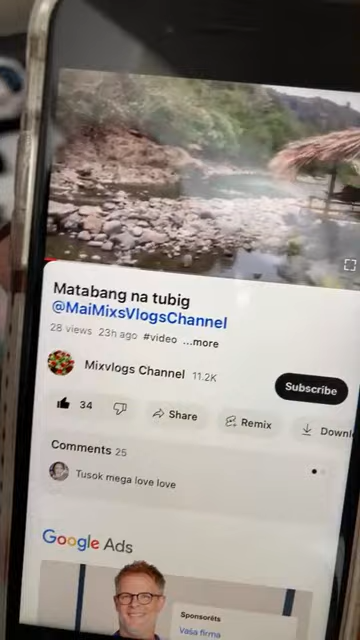 Matabang na tubig
@MaiMixsVlogsChannel
28 views 23h ago #video ...more
Mixvlogs Channel 11.2K
Subscribe
34 Share Remix
Comments 25
Tusok mega love love
Google Ads
Sponsorēts
Vaša firma